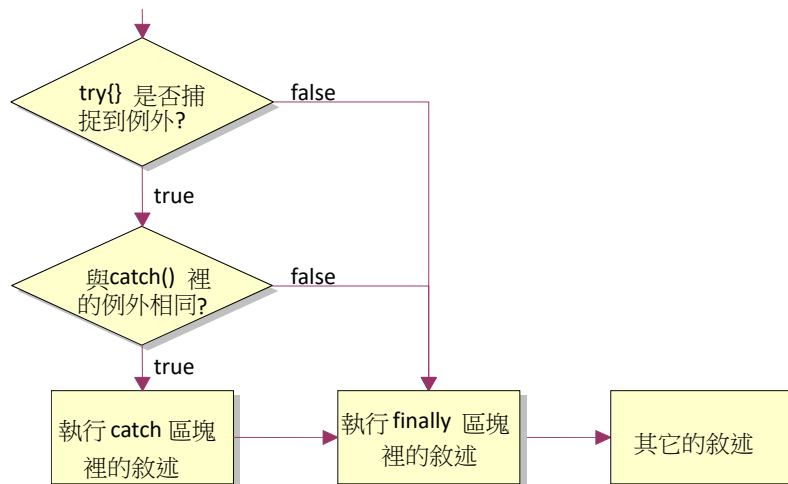 try{} 是否捕
捉到例外?
false
true
與catch() 裡
的例外相同?
false
true
執行 catch 區塊
裡的敘述
執行 finally 區塊
裡的敘述
其它的敘述